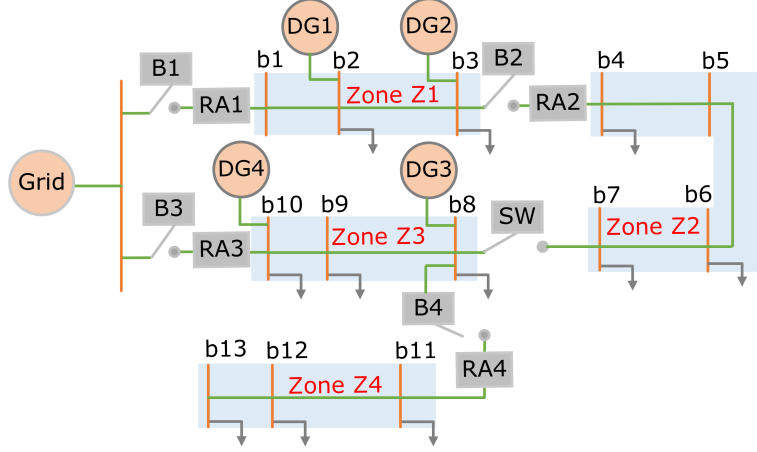 DG1
DG2
b1
b2
b3
B2
b4
b5
B1
RA1
Zone Z1
RA2
Grid
DG4
DG3
B3
b10
b9
b8
SW
b7
b6
RA3
Zone Z3
Zone Z2
B4
b13
b12
b11
RA4
Zone Z4